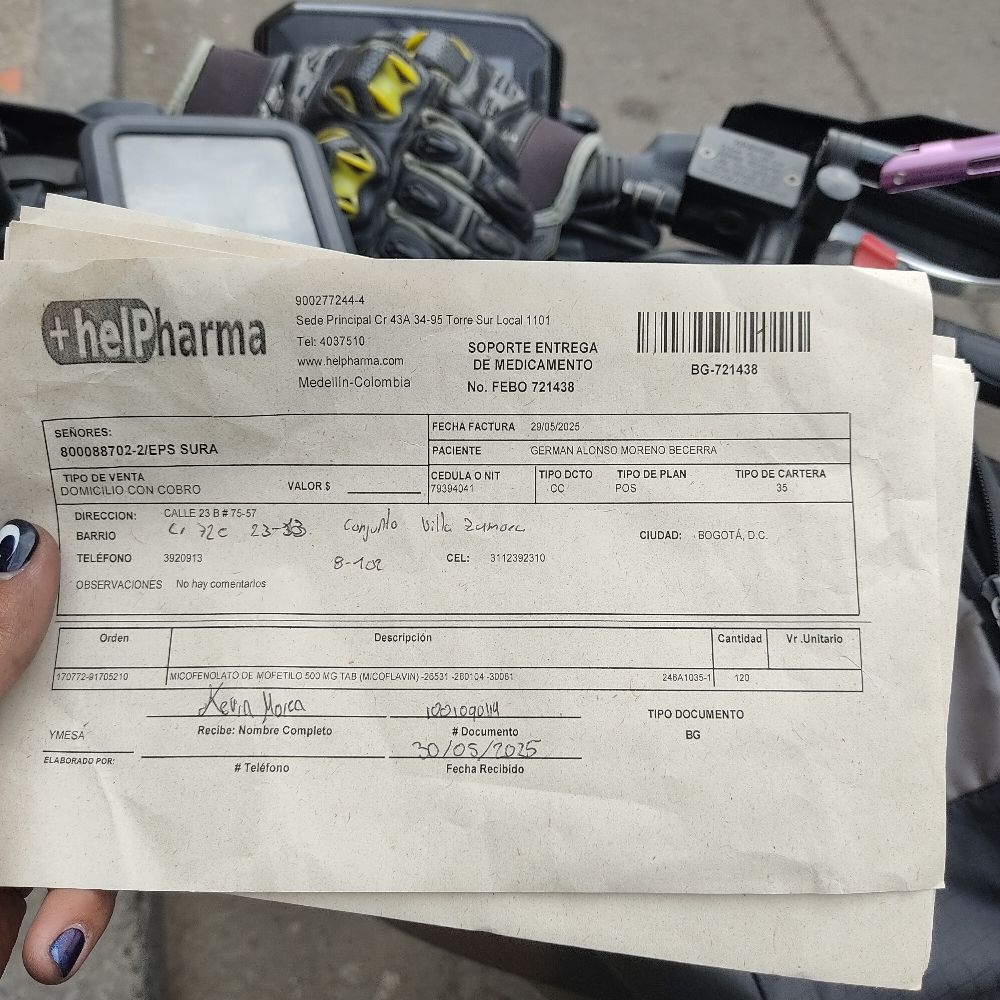 +helPharma
900277244-4
Sede Principal Cr 43A 34-95 Torre Sur Local 1101
Tel: 4037510
www.helpharma.com
Medellín-Colombia
SOPORTE ENTREGA
DE MEDICAMENTO
No. FEBO 721438
BG-721438
SEÑORES:
800088702-2/EPS SURA
FECHA FACTURA 29/05/2025
PACIENTE GERMAN ALONSO MORENO BECERRA
TIPO DE VENTA
DOMICILIO CON COBRO
VALOR $
CEDULA O NIT
79394041
TIPO DCTO
CC
TIPO DE PLAN
POS
TIPO DE CARTERA
35
DIRECCION: CALLE 23 B # 75-57
BARRIO Cr 72c 23-33 Conjunto Villa
CIUDAD: BOGOTÁ, D.C.
TELÉFONO 3920913 8-102 CEL: 3112392310
OBSERVACIONES No hay comentarios
Orden Descripción Cantidad Vr .Unitario
170772-91705210 MICOFENOLATO DE MOFETILO 500 MG TAB (MICOFLAVIN) -26531 -280104 -30061 248A1035-1 120
Kevin
Recibe: Nombre Completo
# Documento
TIPO DOCUMENTO
BG
YMESA
ELABORADO POR:
30/05/2025
# Teléfono
Fecha Recibido